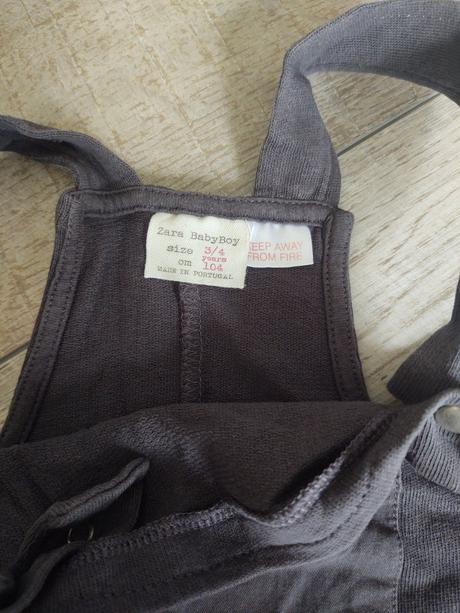 Zara BabyBoy
size 3/4
years
cm 104
MADE IN PORTUGAL
KEEP AWAY
FROM FIRE